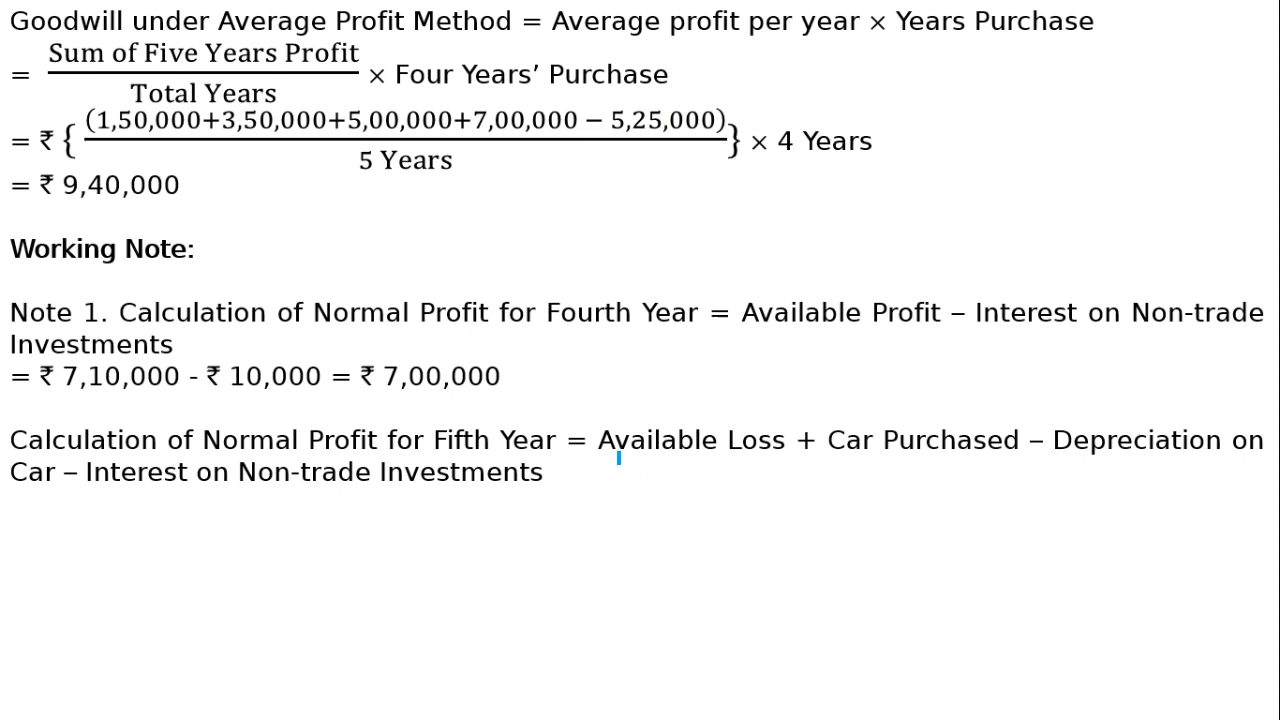 Goodwill under Average Profit Method = Average profit per year × Years Purchase
= Sum of Five Years Profit / Total Years × Four Years’ Purchase
= ₹ { (1,50,000+3,50,000+5,00,000+7,00,000 − 5,25,000) / 5 Years } × 4 Years
= ₹ 9,40,000
Working Note:
Note 1. Calculation of Normal Profit for Fourth Year = Available Profit – Interest on Non-trade
Investments
= ₹ 7,10,000 - ₹ 10,000 = ₹ 7,00,000
Calculation of Normal Profit for Fifth Year = Available Loss + Car Purchased – Depreciation on
Car – Interest on Non-trade Investments